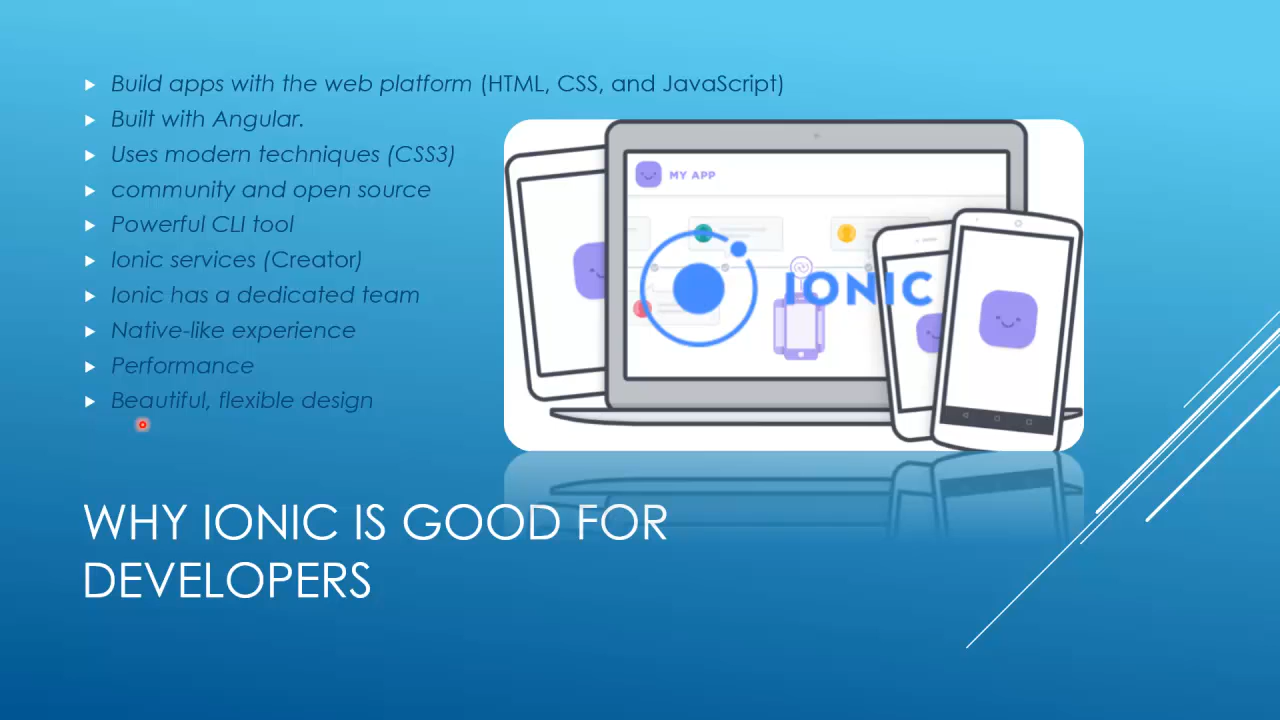 Build apps with the web platform (HTML, CSS, and JavaScript)
Built with Angular.
Uses modern techniques (CSS3)
community and open source
Powerful CLI tool
Ionic services (Creator)
Ionic has a dedicated team
Native-like experience
Performance
Beautiful, flexible design
MY APP
IONIC
WHY IONIC IS GOOD FOR
DEVELOPERS